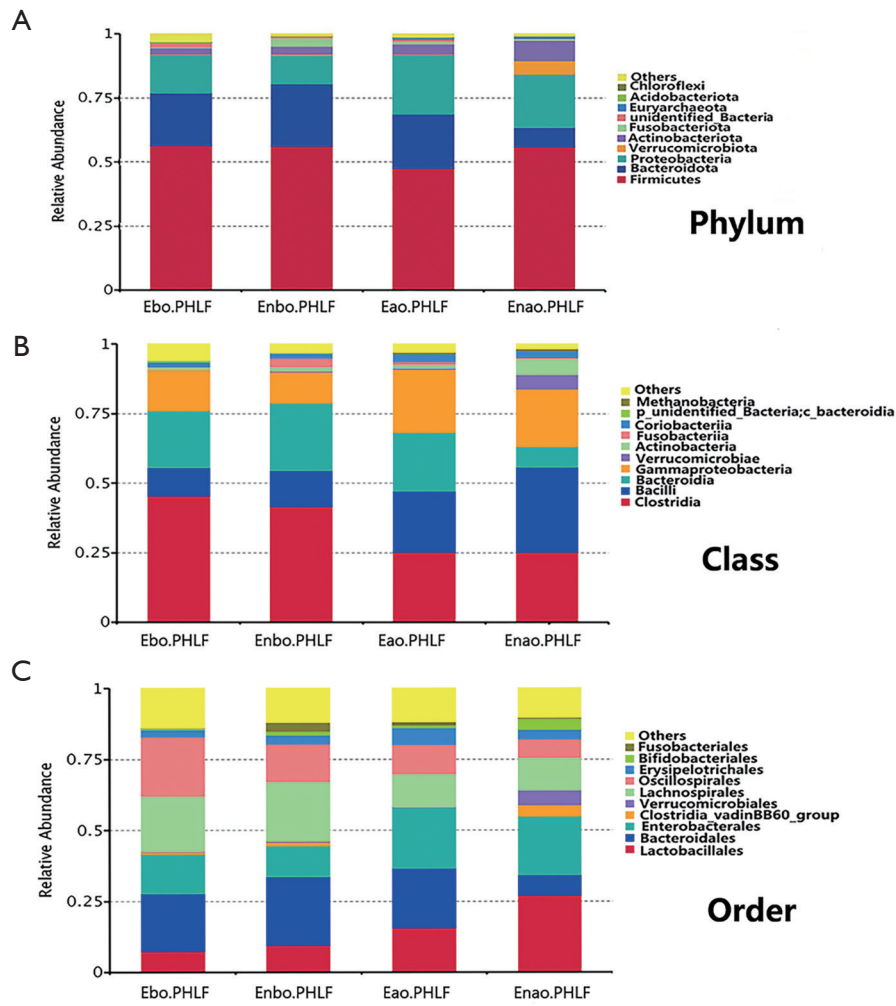 A
Relative Abundance
1
0.75
0.5
0.25
0
Ebo.PHLF
Enbo.PHLF
Eao.PHLF
Enao.PHLF
Others
Chloroflexi
Acidobacteriota
Euryarchaeota
unidentified_Bacteria
Fusobacteriota
Actinobacteriota
Verrucomicrobiota
Proteobacteria
Bacteroidota
Firmicutes
Phylum
B
Relative Abundance
1
0.75
0.5
0.25
0
Ebo.PHLF
Enbo.PHLF
Eao.PHLF
Enao.PHLF
Others
Methanobacteria
p_unidentified_Bacteria;c_bacteroidia
Coriobacteriia
Fusobacteriia
Actinobacteria
Verrucomicrobiae
Gammaproteobacteria
Bacteroidia
Bacilli
Clostridia
Class
C
Relative Abundance
1
0.75
0.5
0.25
0
Ebo.PHLF
Enbo.PHLF
Eao.PHLF
Enao.PHLF
Others
Fusobacteriales
Bifidobacteriales
Erysipelotrichales
Oscillospirales
Lachnospirales
Verrucomicrobiales
Clostridia_vadinBB60_group
Enterobacterales
Bacteroidales
Lactobacillales
Order